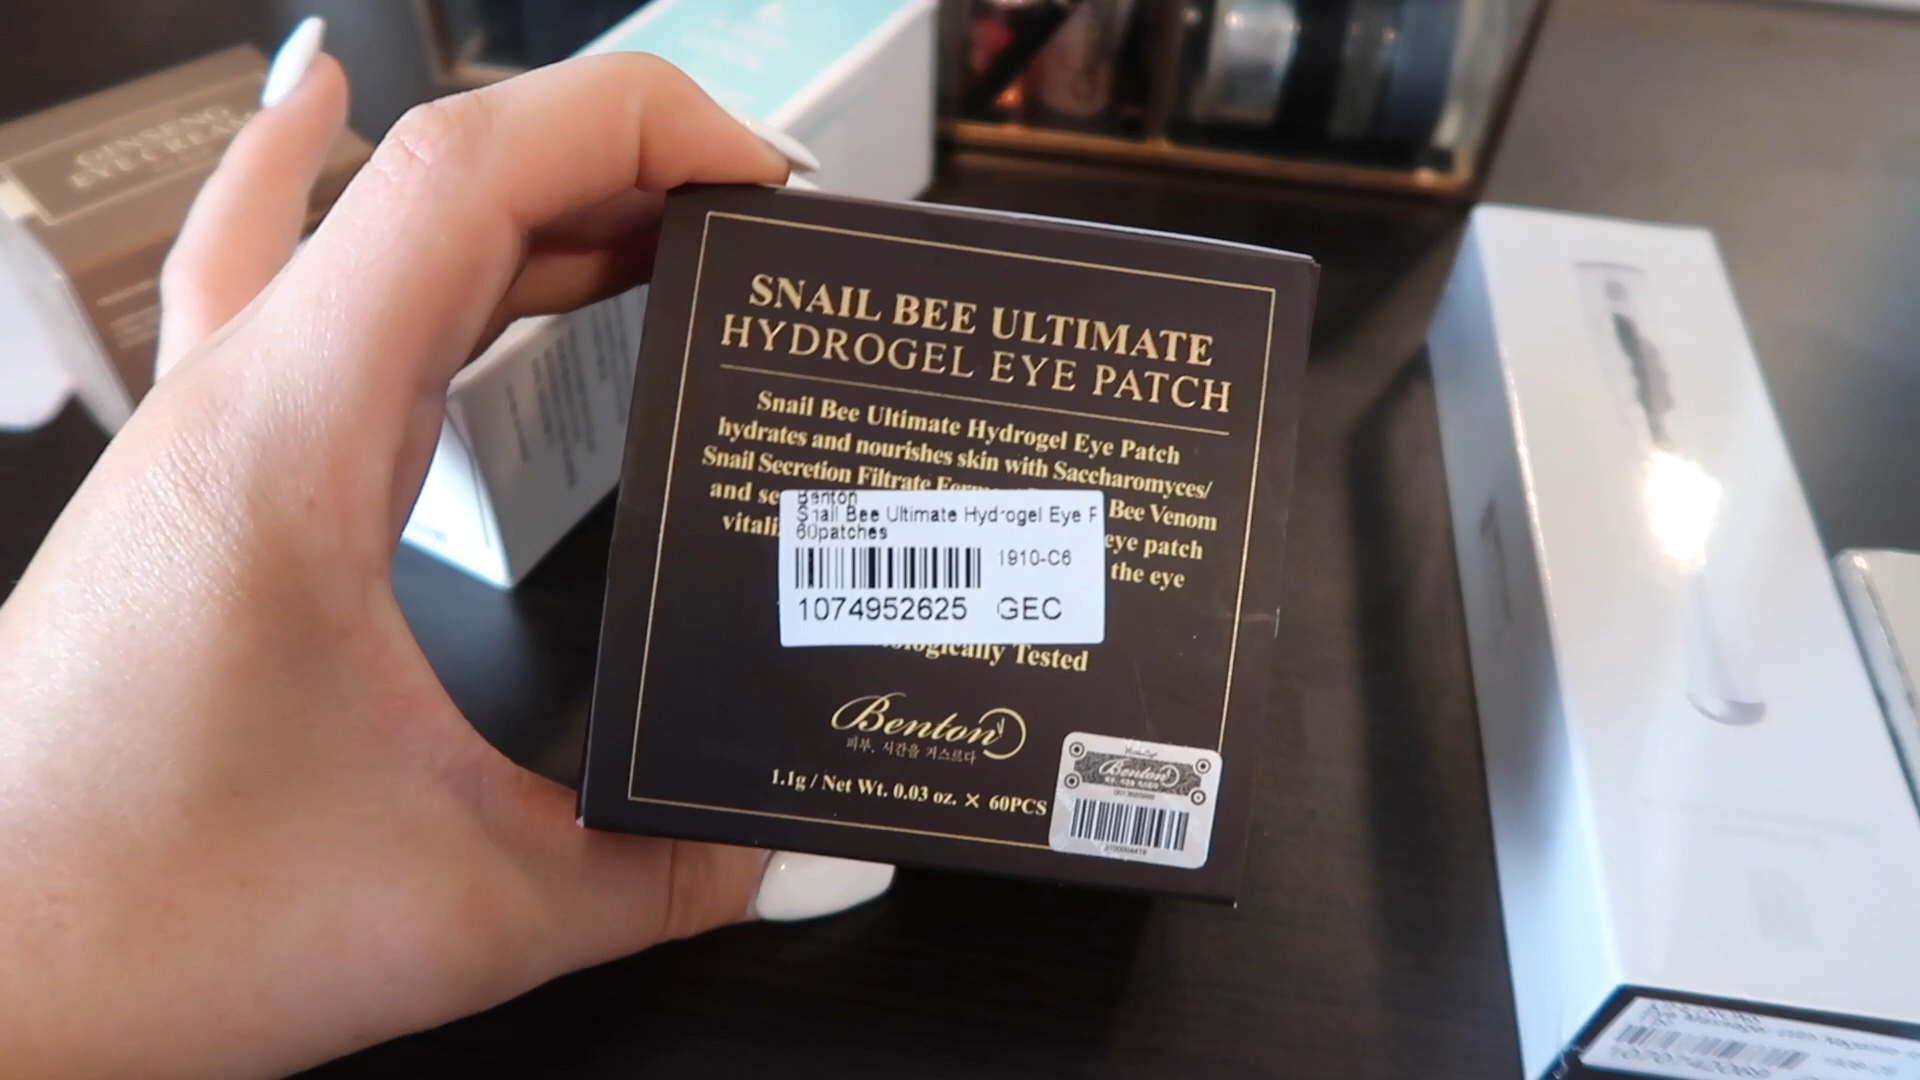 GINSENG
EYE CREAM
SNAIL BEE ULTIMATE
HYDROGEL EYE PATCH
Snail Bee Ultimate Hydrogel Eye Patch
hydrates and nourishes skin with Saccharomyces/
Snail Secretion Filtrate
Bee Venom
and
eye patch
the eye
Benton
Snail Bee Ultimate Hydrogel Eye P
60patches
1910-C6
1074952625 GEC
Tested
Benton
피부, 시간을 거스르다
1.1g / Net Wt. 0.03 oz. × 60PCS
Benton